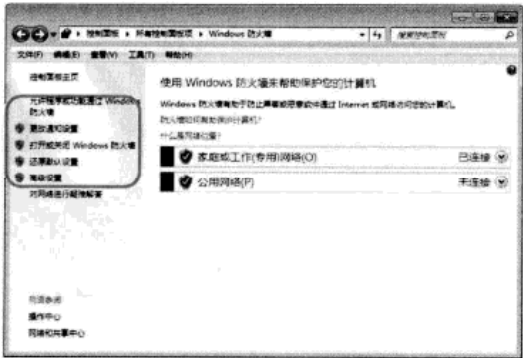 控制面板 ▸ 所有控制面板项 ▸ Windows 防火墙
搜索控制面板
文件(F) 编辑(E) 查看(V) 工具(T) 帮助(H)
控制面板主页
允许程序或功能通过 Windows
防火墙
更改通知设置
打开或关闭 Windows 防火墙
还原默认设置
高级设置
对网络进行疑难解答
使用 Windows 防火墙来帮助保护您的计算机
Windows 防火墙有助于防止黑客或恶意软件通过 Internet 或网络访问您的计算机。
防火墙如何帮助保护计算机?
什么是网络位置?
家庭或工作(专用)网络(O) 已连接
公用网络(P) 未连接
另请参阅
操作中心
网络和共享中心